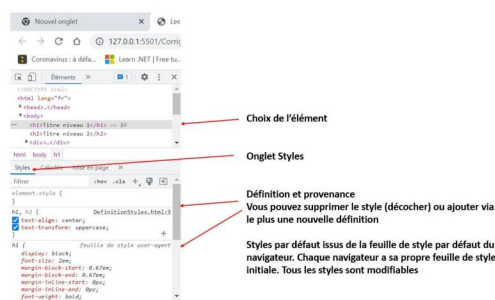 Nouvel onglet
Les
127.0.0.1:5501/Corrig
Coronavirus : à défa...
Learn .NET | Free tu..
Éléments
1
<!DOCTYPE html>
<html lang="fr">
<head>…</head>
<body>
<h1>Titre niveau 1</h1> == $0
<h2>Titre niveau 2</h2>
<div>…</div>
html body h1
Styles Calculés Mise en page
Filtrer :hov .cls +
element.style {
}
h1, h2 { DefinitionStyles.html:9
text-align: center;
text-transform: uppercase;
}
h1 { feuille de style user-agent
display: block;
font-size: 2em;
margin-block-start: 0.67em;
margin-block-end: 0.67em;
margin-inline-start: 0px;
margin-inline-end: 0px;
font-weight: bold;
Choix de l'élément
Onglet Styles
Définition et provenance
Vous pouvez supprimer le style (décocher) ou ajouter via
le plus une nouvelle définition
Styles par défaut issus de la feuille de style par défaut du
navigateur. Chaque navigateur a sa propre feuille de style
initiale. Tous les styles sont modifiables